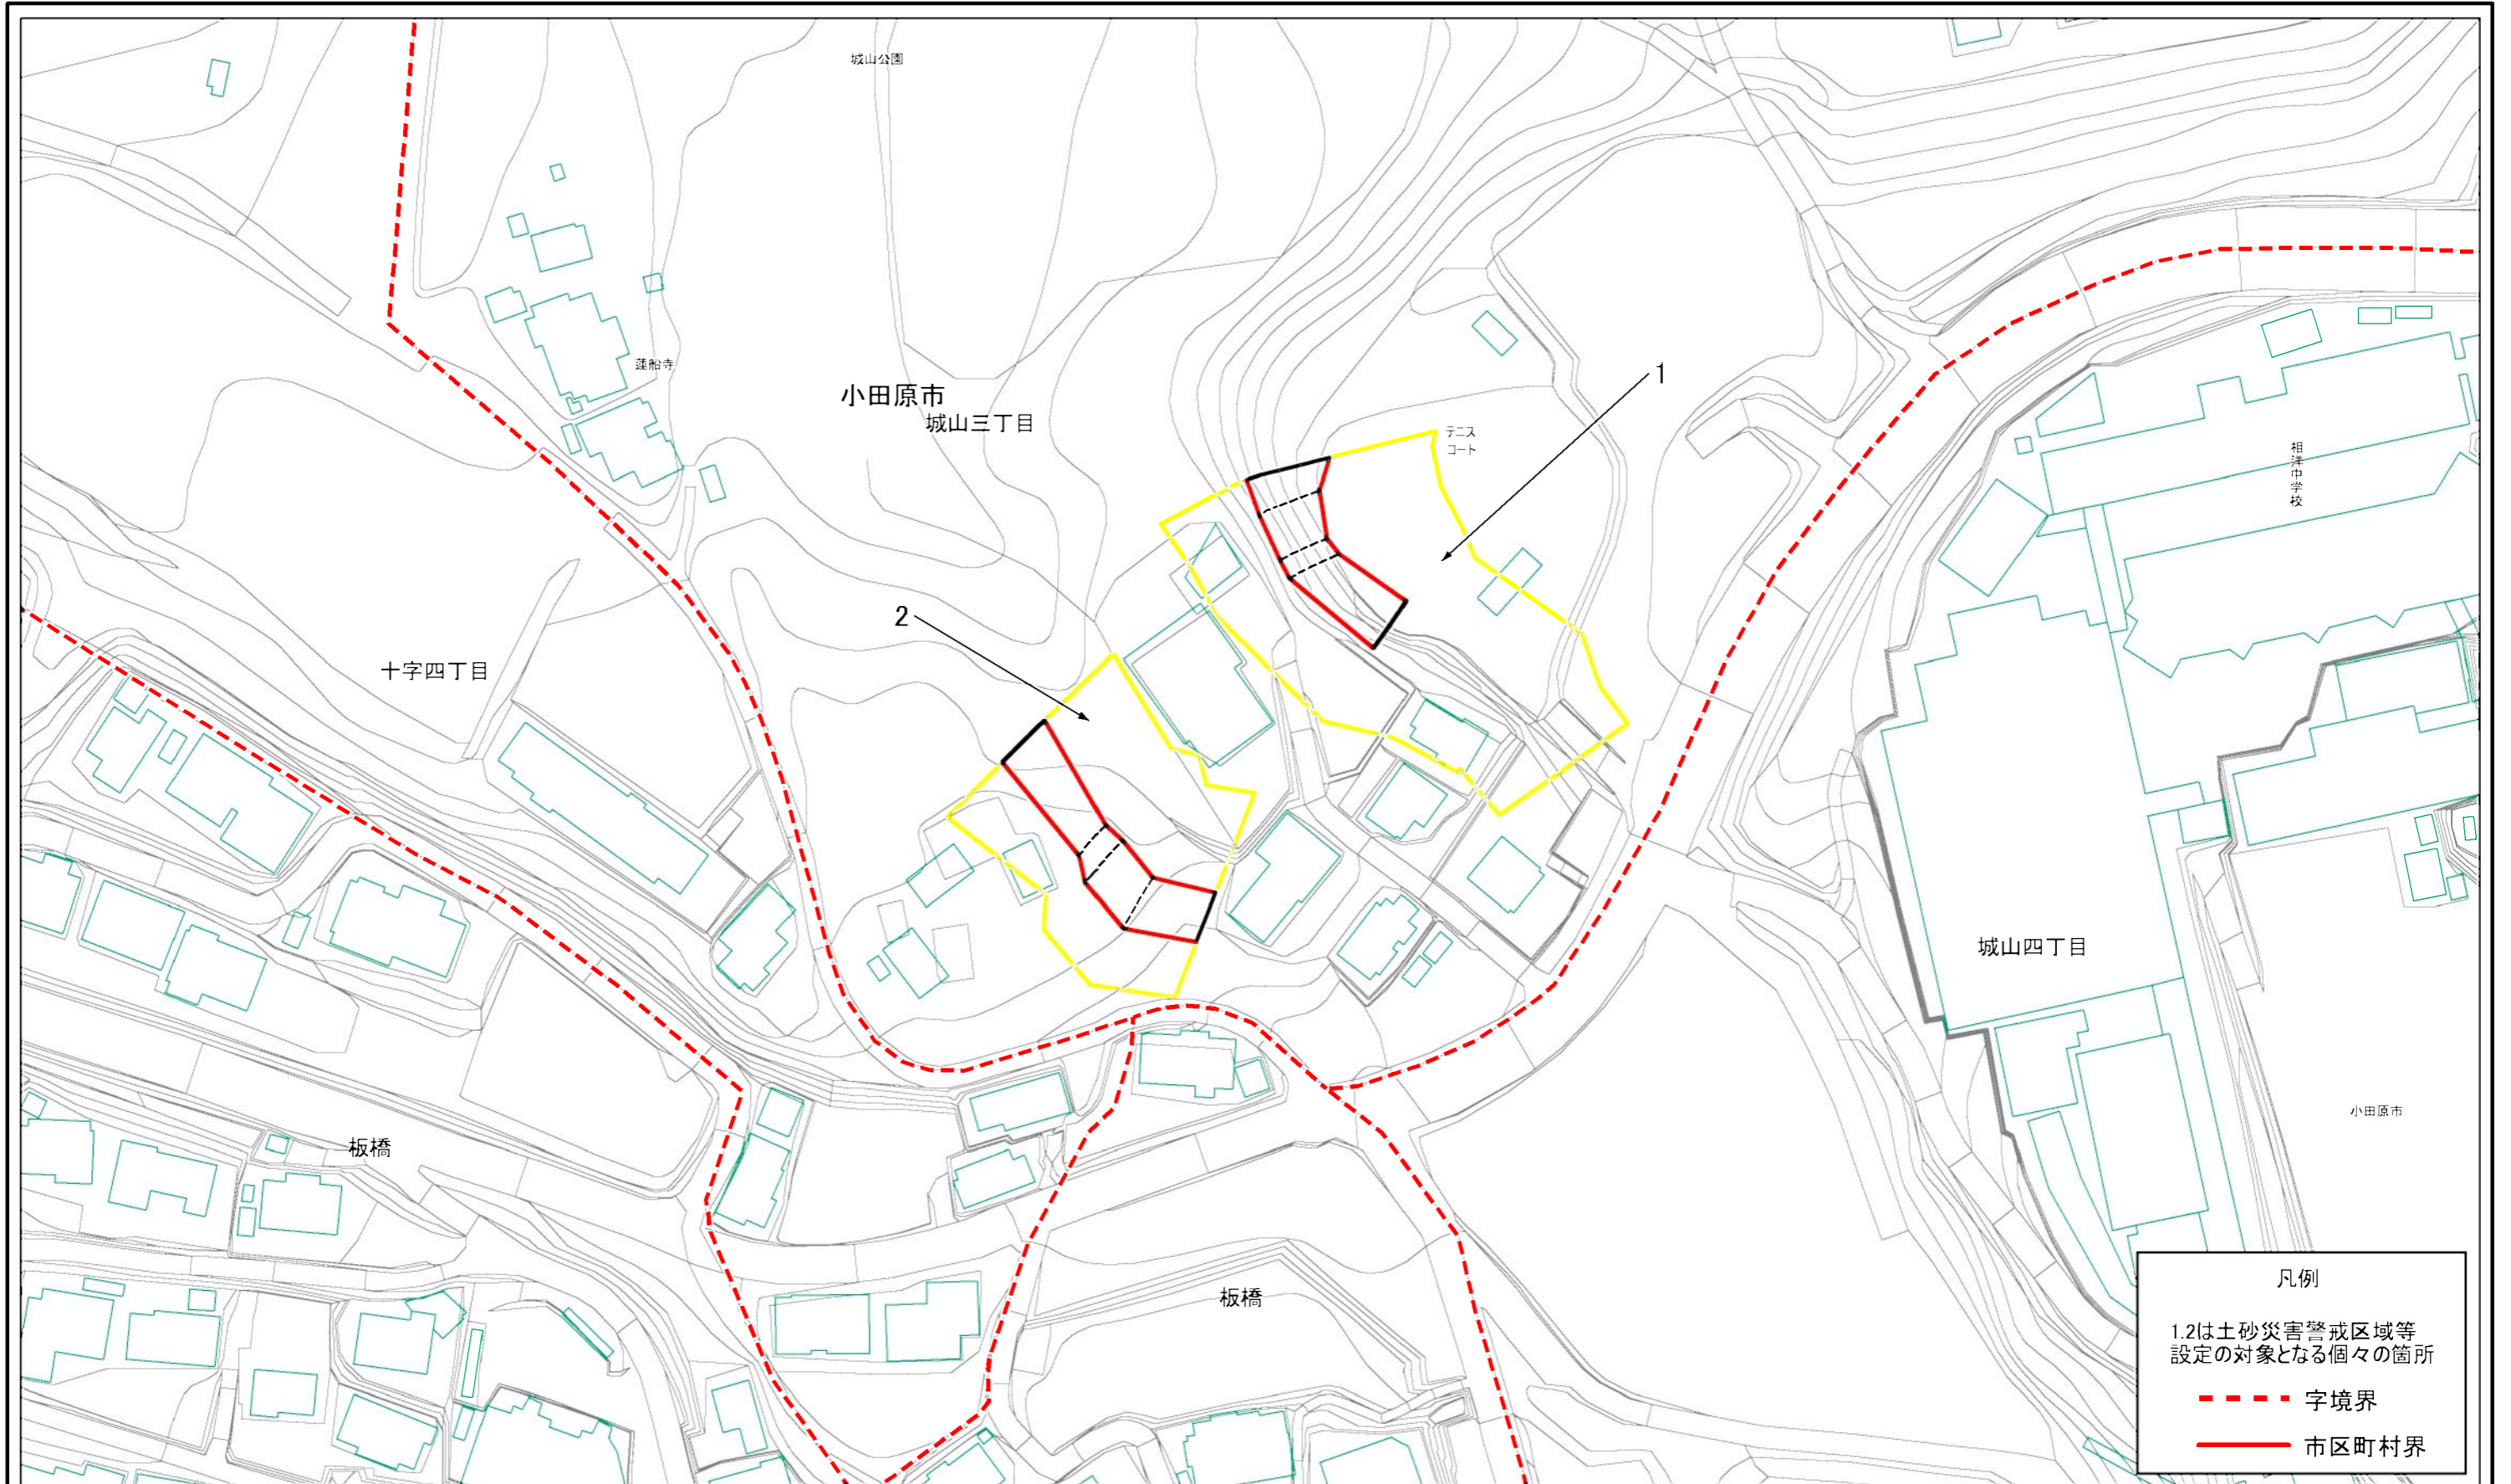 城山公園
蓮船寺
小田原市
城山三丁目
1
テニス
コート
相洋中学校
2
十字四丁目
城山四丁目
小田原市
板橋
板橋
凡例
1.2は土砂災害警戒区域等
設定の対象となる個々の箇所
字境界
市区町村界